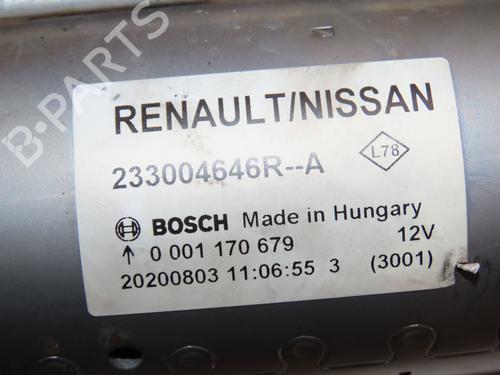 RENAULT/NISSAN
233004646R--A
L78
BOSCH Made in Hungary
↑ 0 001 170 679 12V
20200803 11:06:55 3 (3001)
B-PARTS